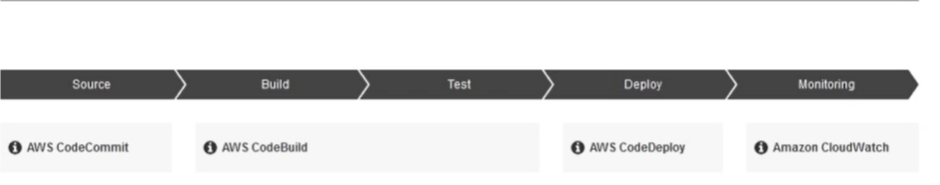 Source Build Test Deploy Monitoring
AWS CodeCommit AWS CodeBuild AWS CodeDeploy Amazon CloudWatch